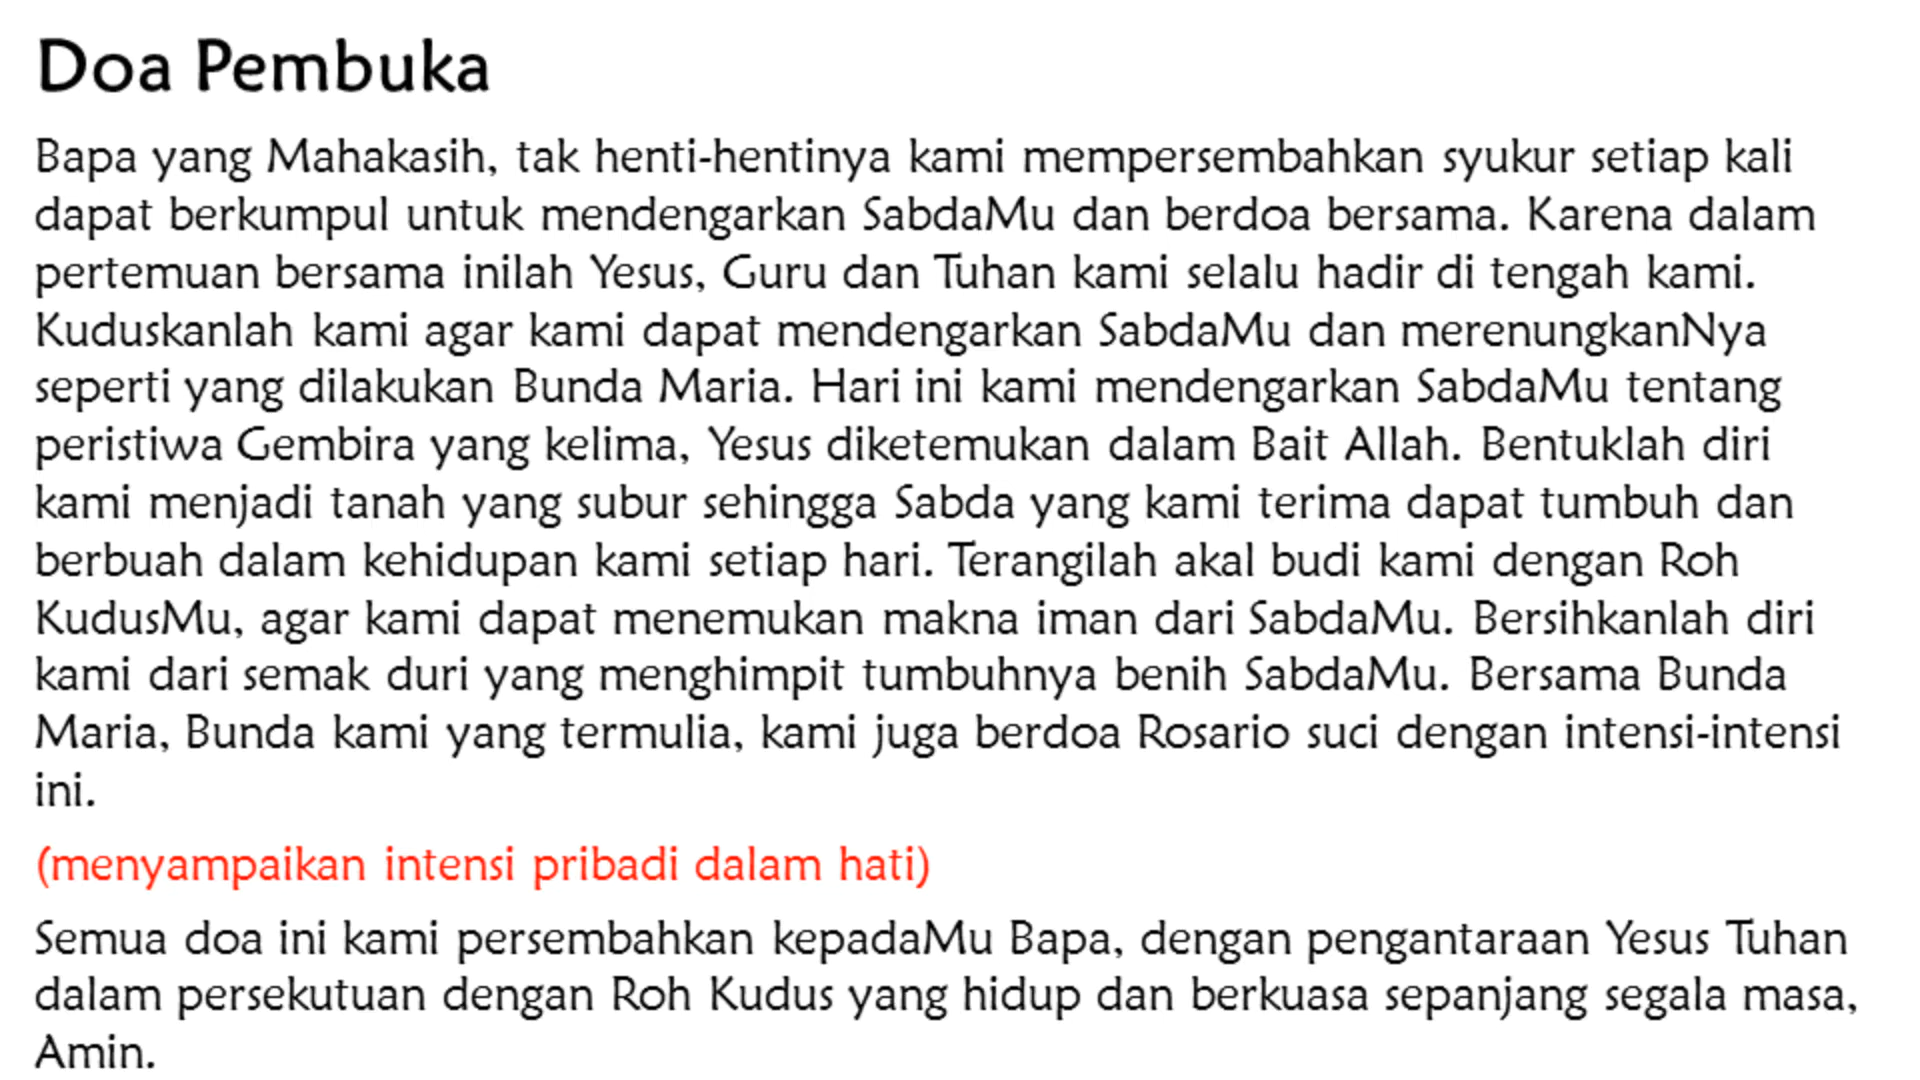 Doa Pembuka
Bapa yang Mahakasih, tak henti-hentinya kami mempersembahkan syukur setiap kali
dapat berkumpul untuk mendengarkan SabdaMu dan berdoa bersama. Karena dalam
pertemuan bersama inilah Yesus, Guru dan Tuhan kami selalu hadir di tengah kami.
Kuduskanlah kami agar kami dapat mendengarkan SabdaMu dan merenungkanNya
seperti yang dilakukan Bunda Maria. Hari ini kami mendengarkan SabdaMu tentang
peristiwa Gembira yang kelima, Yesus diketemukan dalam Bait Allah. Bentuklah diri
kami menjadi tanah yang subur sehingga Sabda yang kami terima dapat tumbuh dan
berbuah dalam kehidupan kami setiap hari. Terangilah akal budi kami dengan Roh
KudusMu, agar kami dapat menemukan makna iman dari SabdaMu. Bersihkanlah diri
kami dari semak duri yang menghimpit tumbuhnya benih SabdaMu. Bersama Bunda
Maria, Bunda kami yang termulia, kami juga berdoa Rosario suci dengan intensi-intensi
ini.
(menyampaikan intensi pribadi dalam hati)
Semua doa ini kami persembahkan kepadaMu Bapa, dengan pengantaraan Yesus Tuhan
dalam persekutuan dengan Roh Kudus yang hidup dan berkuasa sepanjang segala masa,
Amin.